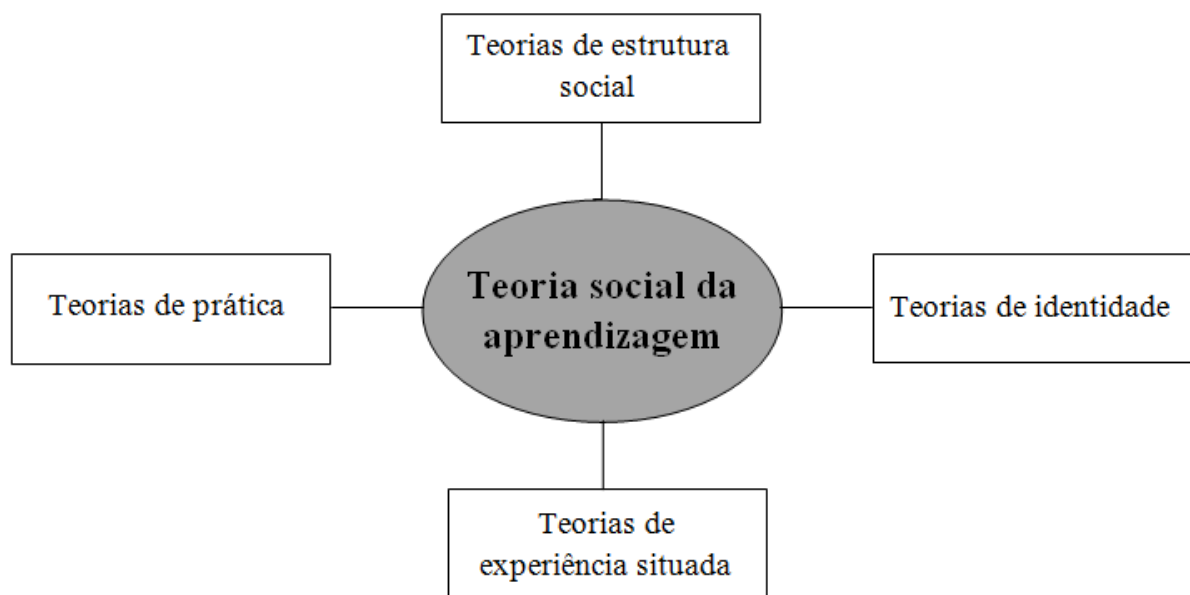 Teorias de estrutura
social
Teorias de prática
Teoria social da
aprendizagem
Teorias de identidade
Teorias de
experiência situada